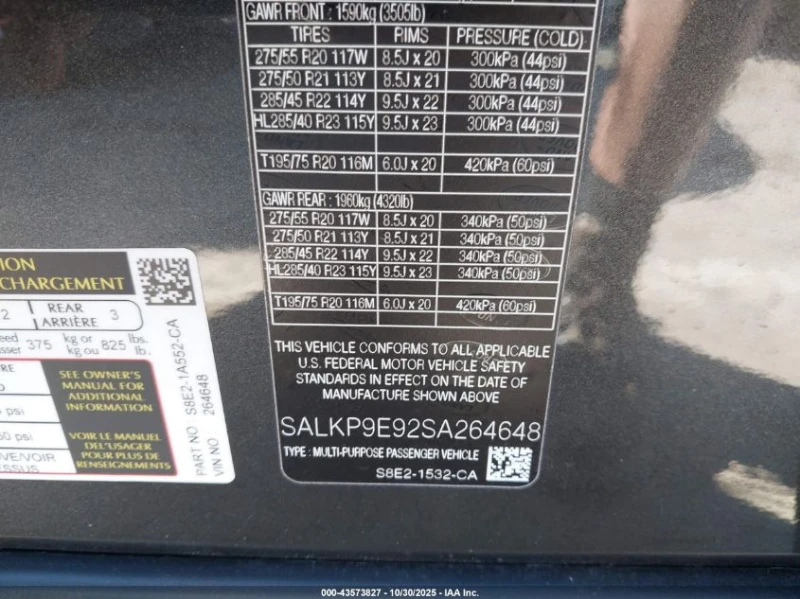 GAWR FRONT : 1590kg (3505lb)
TIRES RIMS PRESSURE (COLD)
275/55 R20 117W 8.5J x 20 300kPa (44psi)
275/50 R21 113Y 8.5J x 21 300kPa (44psi)
285/45 R22 114Y 9.5J x 22 300kPa (44psi)
HL285/40 R23 115Y 9.5J x 23 300kPa (44psi)
T195/75 R20 116M 6.0J x 20 420kPa (60psi)
GAWR REAR : 1960kg (4320lb)
275/55 R20 117W 8.5J x 20 340kPa (50psi)
275/50 R21 113Y 8.5J x 21 340kPa (50psi)
285/45 R22 114Y 9.5J x 22 340kPa (50psi)
HL285/40 R23 115Y 9.5J x 23 340kPa (50psi)
T195/75 R20 116M 6.0J x 20 420kPa (60psi)
THIS VEHICLE CONFORMS TO ALL APPLICABLE
U.S. FEDERAL MOTOR VEHICLE SAFETY
STANDARDS IN EFFECT ON THE DATE OF
MANUFACTURE SHOWN ABOVE
SALKP9E92SA264648
TYPE : MULTI-PURPOSE PASSENGER VEHICLE
S8E2-1532-CA
CHARGEMENT
2 REAR 3
ARRIÈRE
375 kg or 825 lbs.
kg ou lb.
SEE OWNER'S
MANUAL FOR
ADDITIONAL
INFORMATION
psi
psi
VOIR LE MANUEL
DEL'USAGER
POUR PLUS DE
RENSEIGNEMENTS
PART NO S8E2-1A552-CA
VIN NO 264648
000-43573827 - 10/30/2025 - IAA Inc.